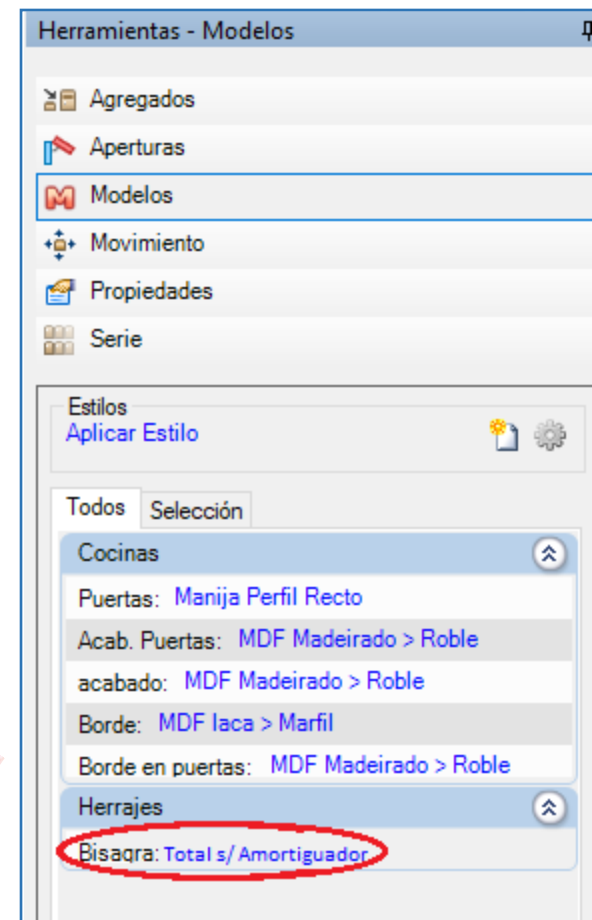 Herramientas - Modelos
Agregados
Aperturas
Modelos
Movimiento
Propiedades
Serie
Estilos
Aplicar Estilo
Todos Selección
Cocinas
Puertas: Manija Perfil Recto
Acab. Puertas: MDF Madeirado > Roble
acabado: MDF Madeirado > Roble
Borde: MDF laca > Marfil
Borde en puertas: MDF Madeirado > Roble
Herrajes
Bisagra: Total s/ Amortiguador